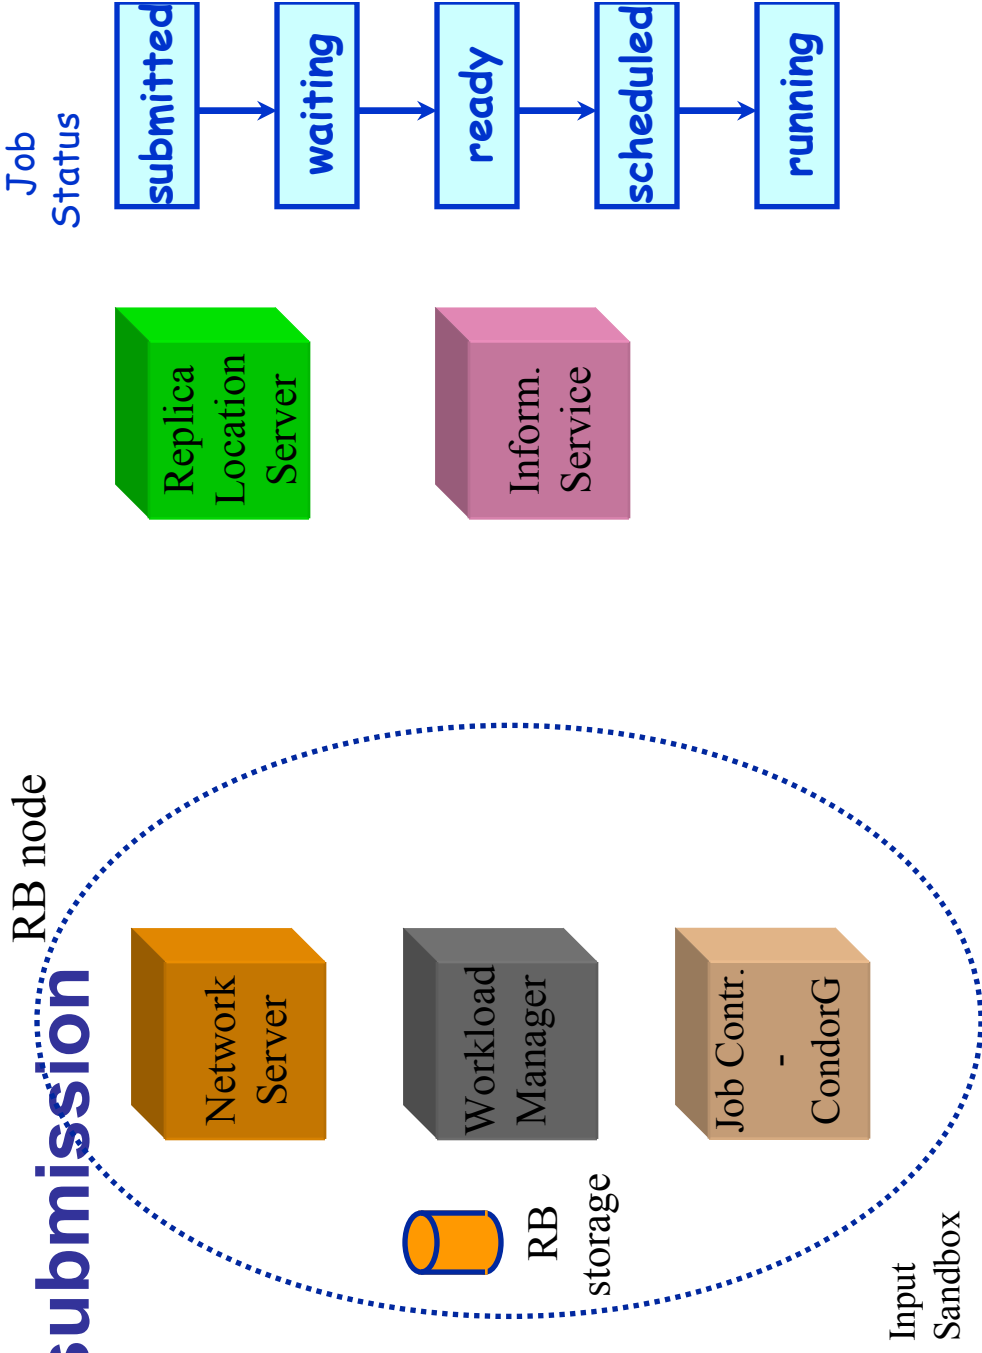 submission
RB node
Job
Status
submitted
waiting
ready
scheduled
running
Replica
Location
Server
Inform.
Service
Network
Server
Workload
Manager
Job Contr.
-
CondorG
RB
storage
Input
Sandbox